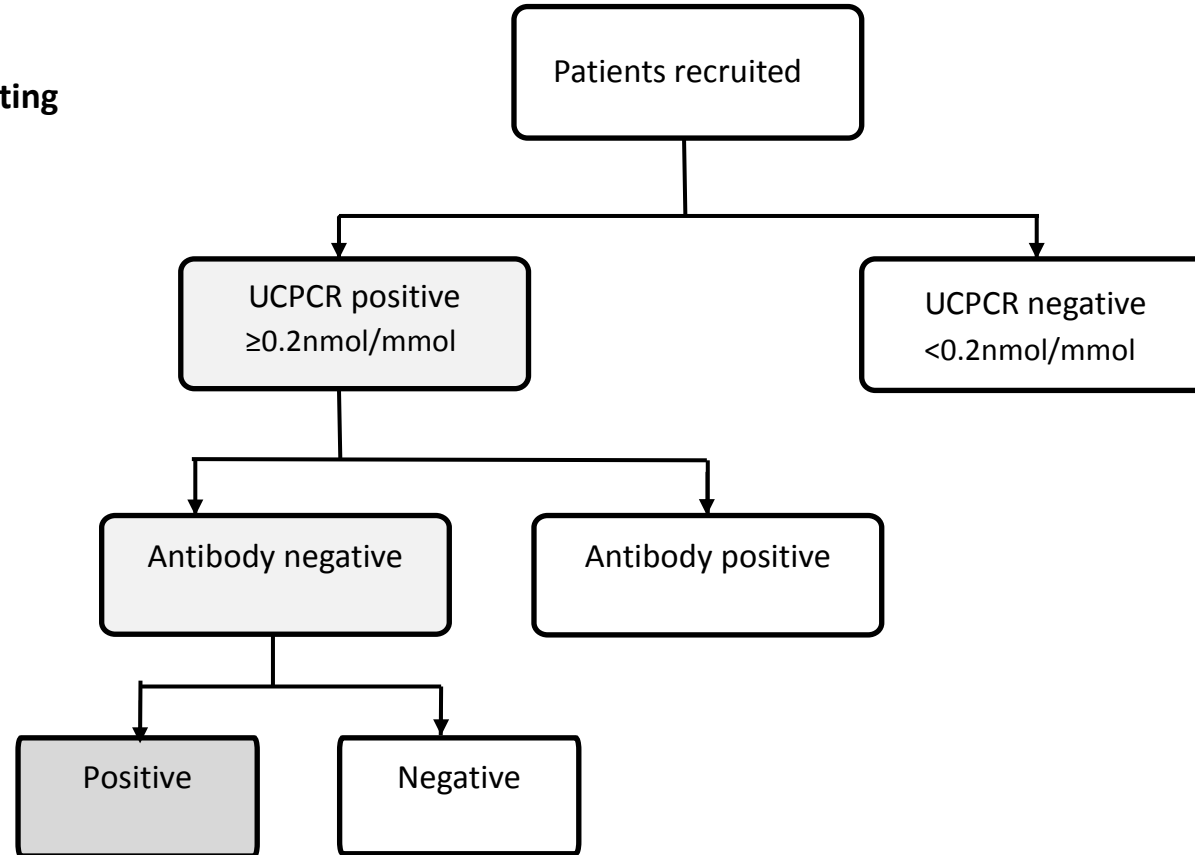 Patients recruited
ting
UCPCR positive
≥0.2nmol/mmol
UCPCR negative
<0.2nmol/mmol
Antibody negative
Antibody positive
Positive
Negative